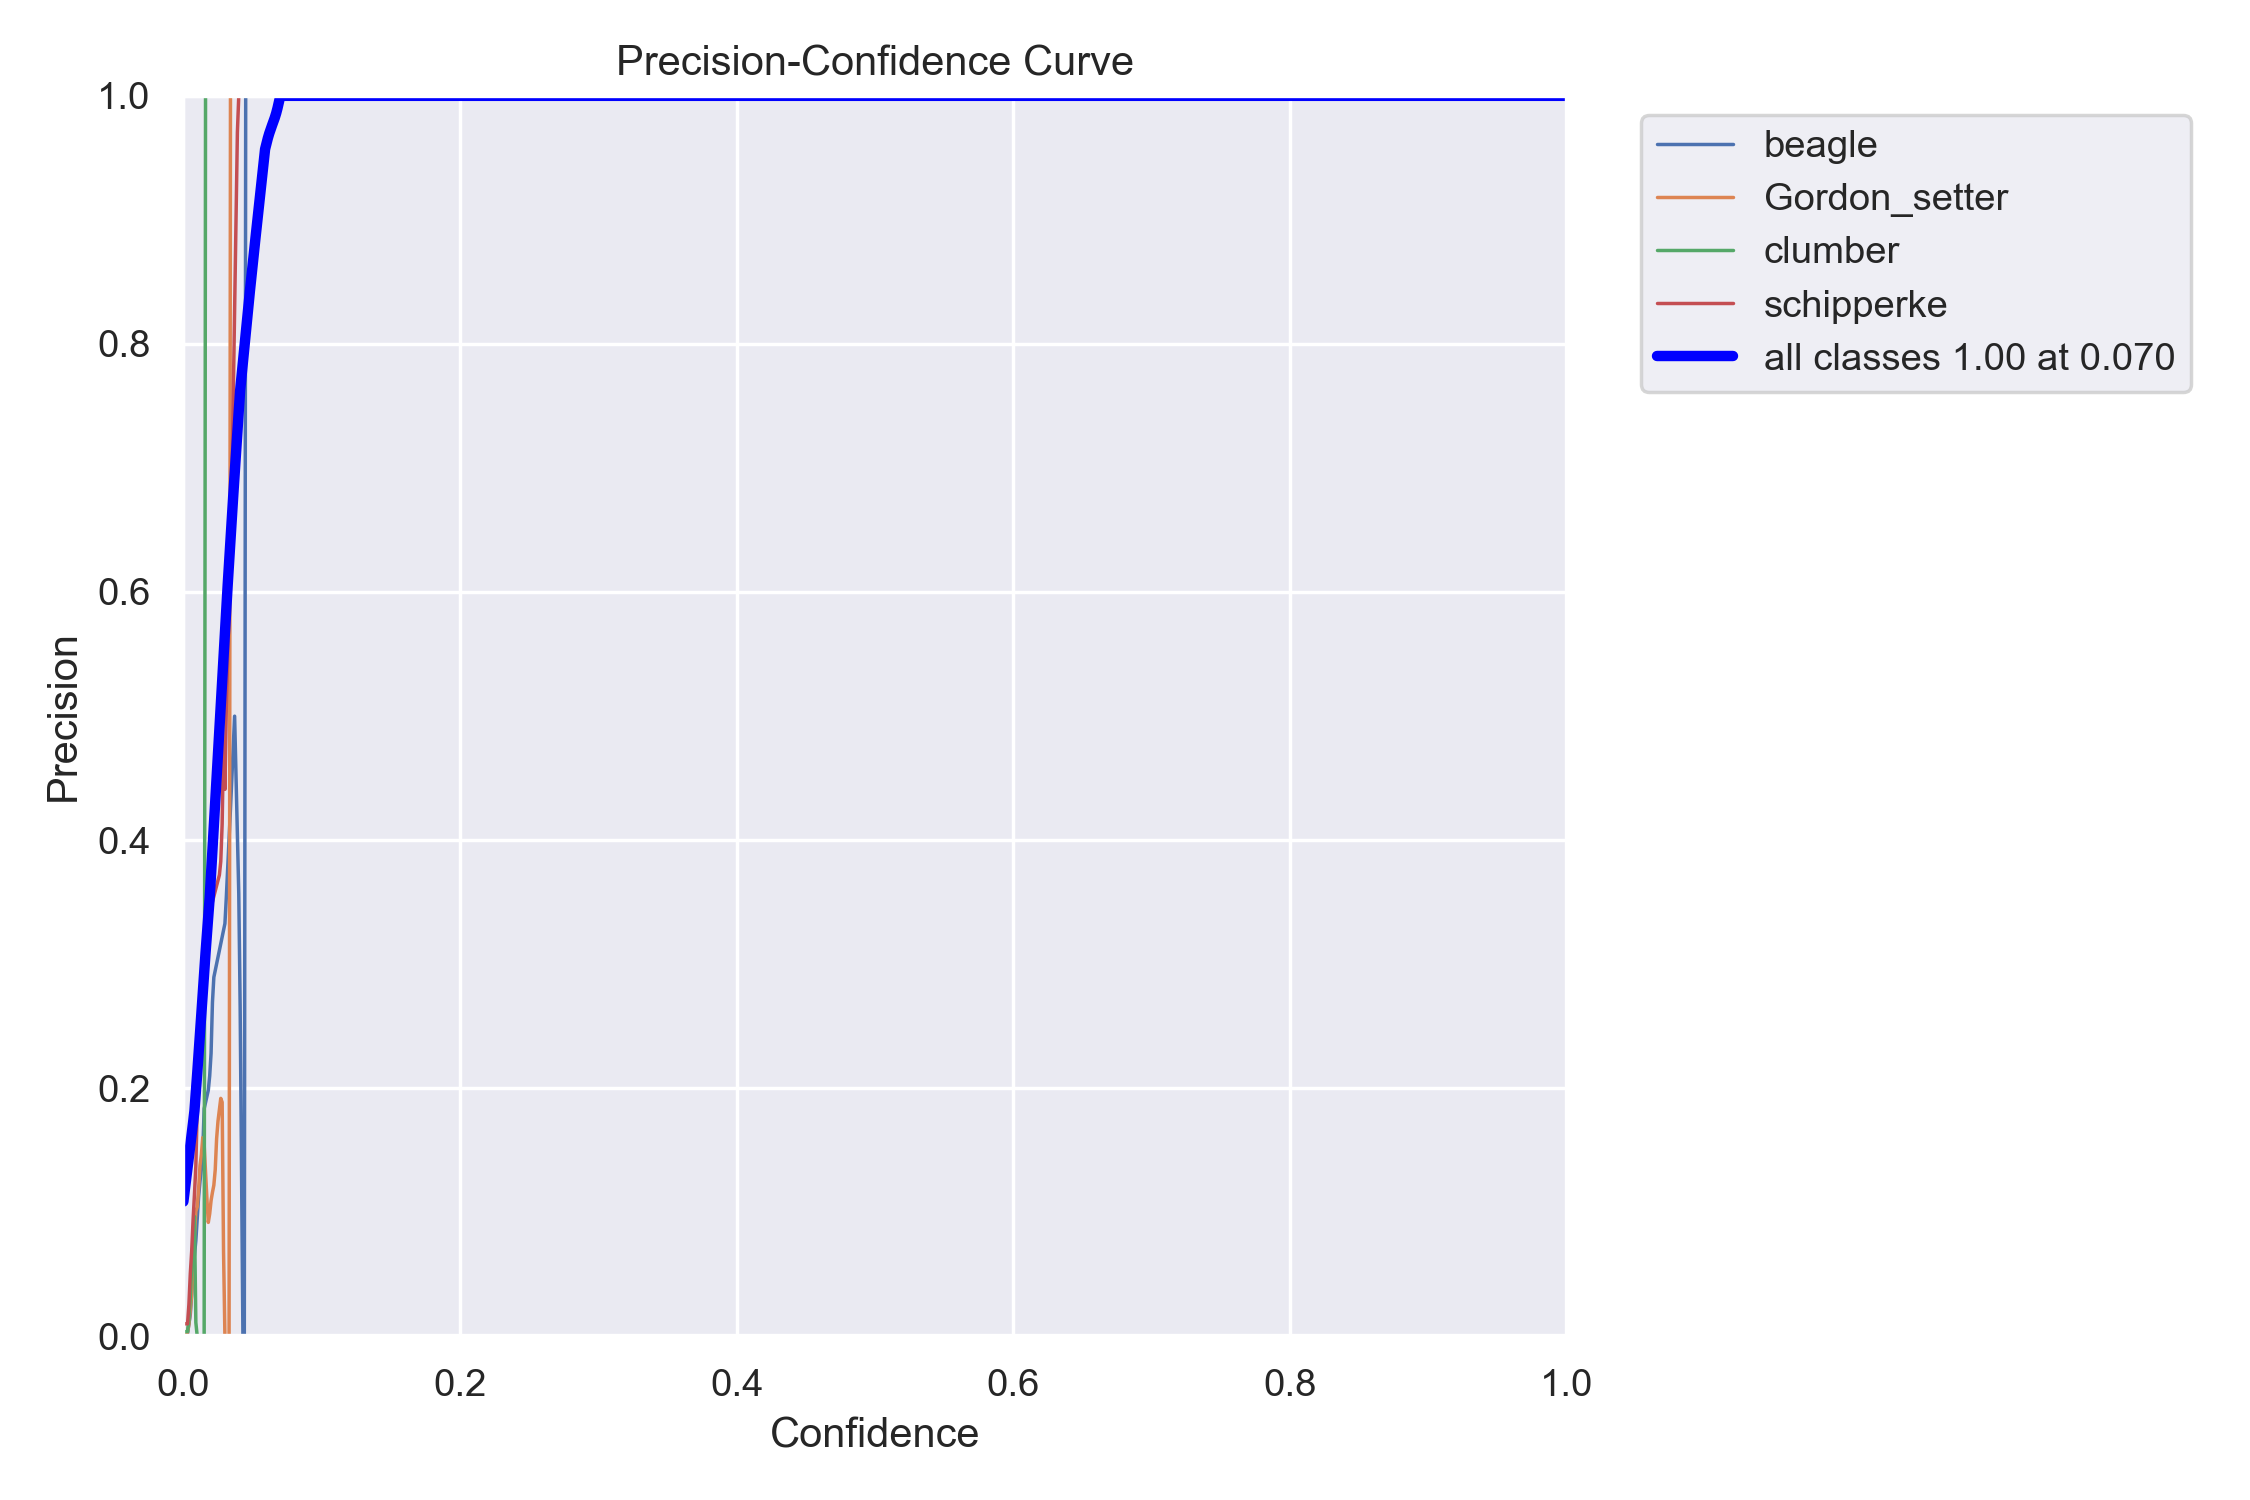 Precision-Confidence Curve
1.0
0.8
0.6
0.4
0.2
0.0
Precision
0.0 0.2 0.4 0.6 0.8 1.0
Confidence
beagle
Gordon_setter
clumber
schipperke
all classes 1.00 at 0.070